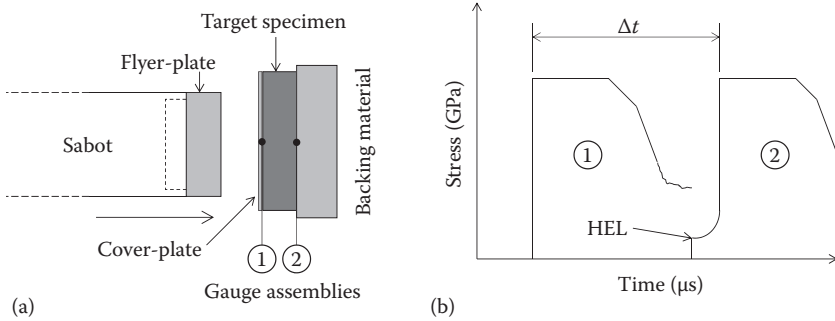 Target specimen
Flyer-plate
Sabot
Backing material
Cover-plate
1
2
Gauge assemblies
(a)
Δt
Stress (GPa)
1
2
HEL
Time (μs)
(b)